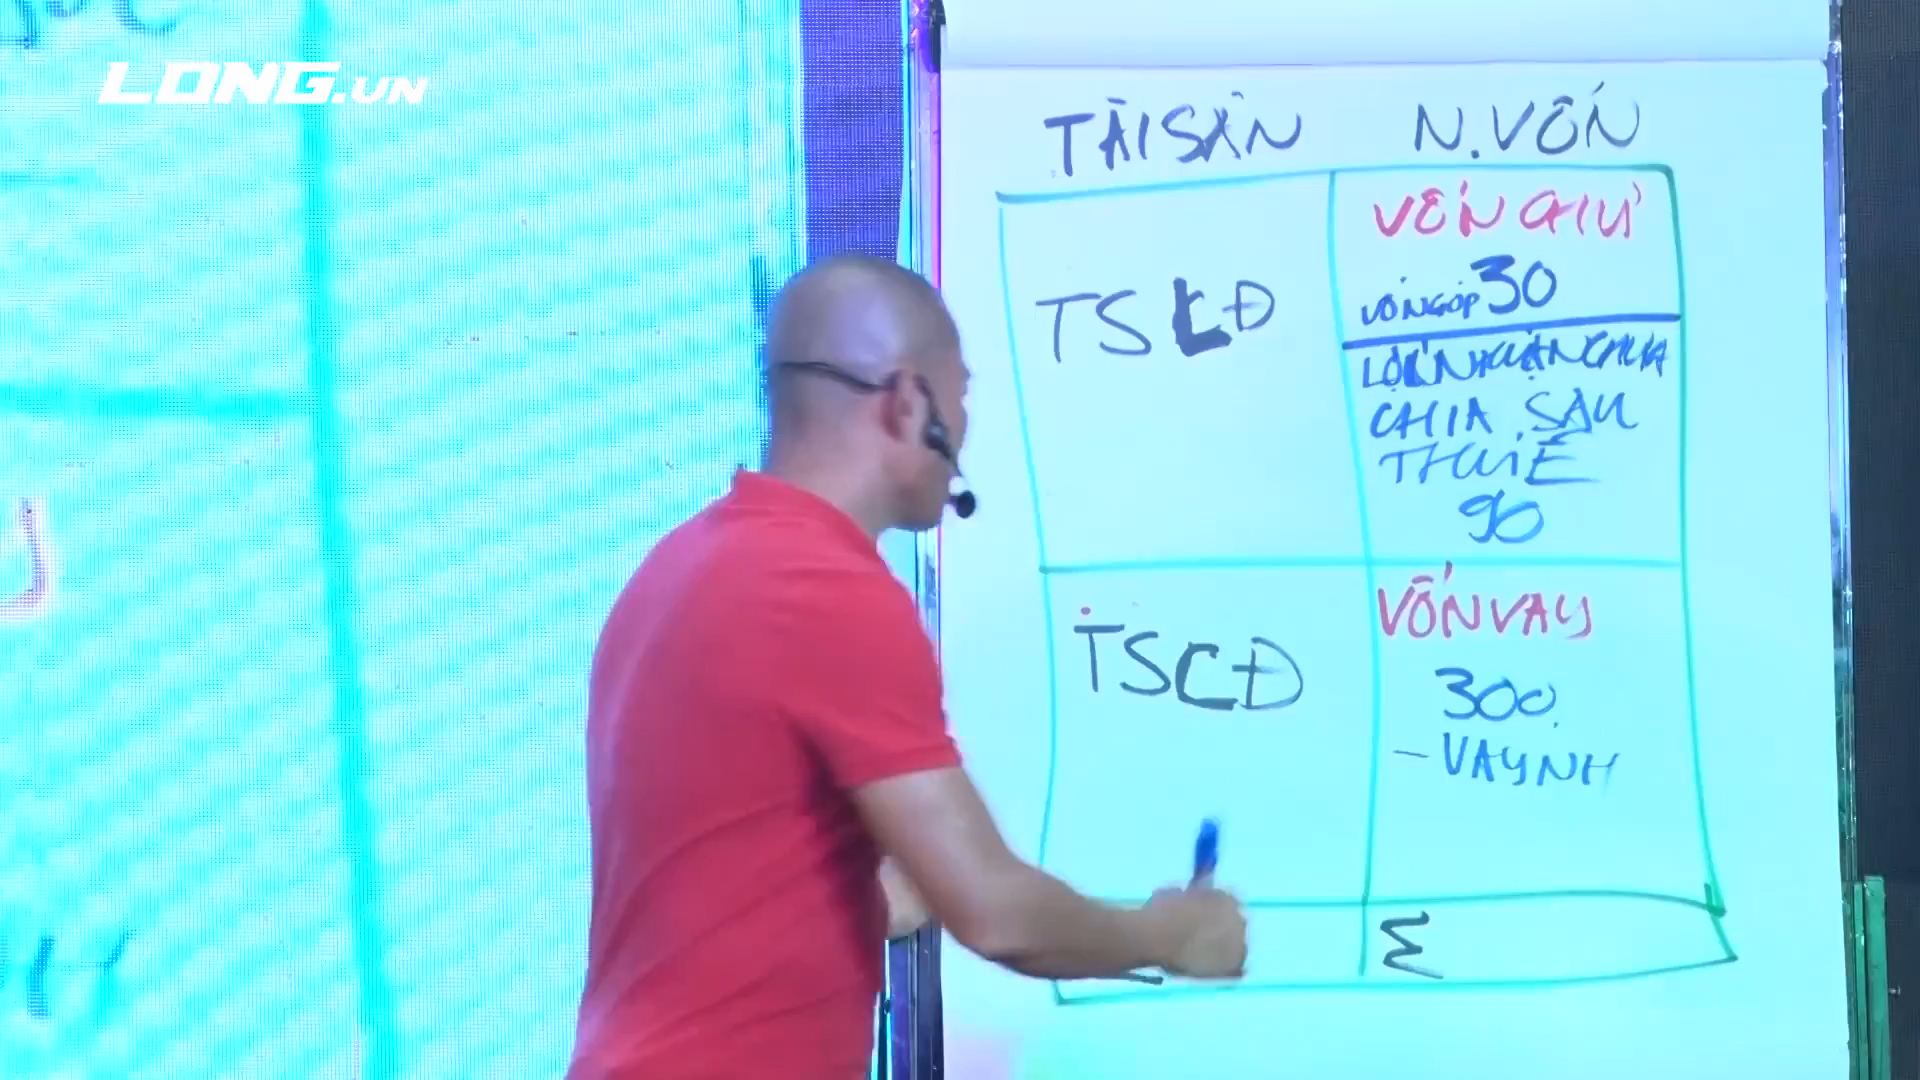 LONG.VN
TÀI SẢN
N.VỐN
VỐN CHỦ
VỐN GÓP 30
TSLĐ
LỢI NHUẬN CHƯA
CHIA SAU
THUẾ
90
TSCĐ
VỐN VAY
300
- VAY NH
Σ